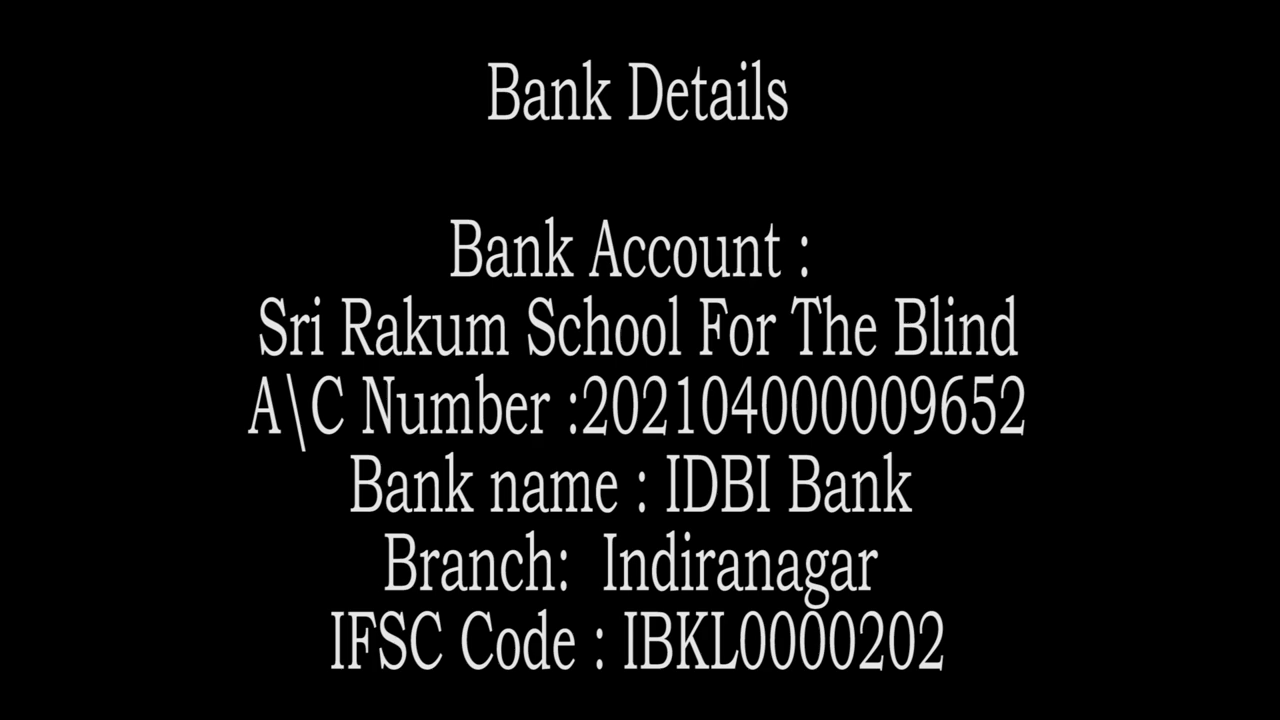 Bank Details
Bank Account :
Sri Rakum School For The Blind
A\C Number :202104000009652
Bank name : IDBI Bank
Branch:  Indiranagar
IFSC Code : IBKL0000202